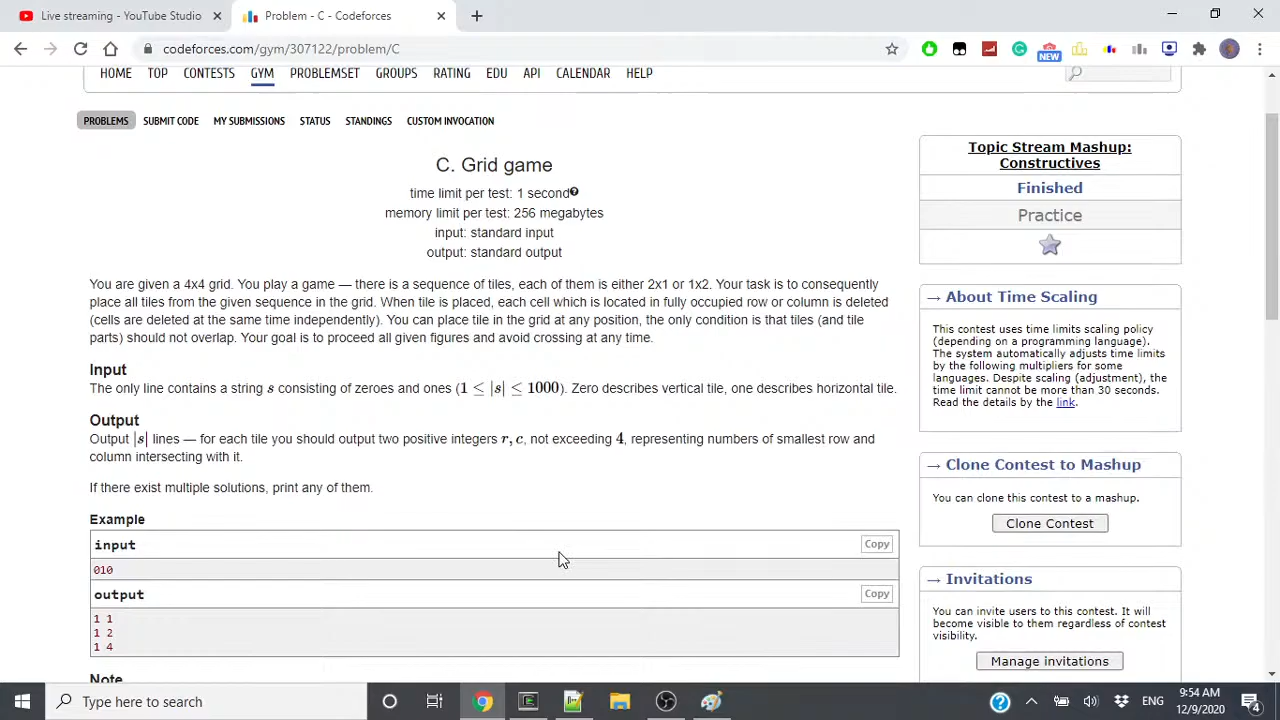 Live streaming - YouTube Studio
Problem - C - Codeforces
codeforces.com/gym/307122/problem/C
NEW
HOME TOP CONTESTS GYM PROBLEMSET GROUPS RATING EDU API CALENDAR HELP
PROBLEMS SUBMIT CODE MY SUBMISSIONS STATUS STANDINGS CUSTOM INVOCATION
C. Grid game
time limit per test: 1 second
memory limit per test: 256 megabytes
input: standard input
output: standard output
You are given a 4x4 grid. You play a game — there is a sequence of tiles, each of them is either 2x1 or 1x2. Your task is to consequently
place all tiles from the given sequence in the grid. When tile is placed, each cell which is located in fully occupied row or column is deleted
(cells are deleted at the same time independently). You can place tile in the grid at any position, the only condition is that tiles (and tile
parts) should not overlap. Your goal is to proceed all given figures and avoid crossing at any time.
Input
The only line contains a string s consisting of zeroes and ones (1 ≤ |s| ≤ 1000). Zero describes vertical tile, one describes horizontal tile.
Output
Output |s| lines — for each tile you should output two positive integers r, c, not exceeding 4, representing numbers of smallest row and
column intersecting with it.
If there exist multiple solutions, print any of them.
Example
input
Copy
010
output
Copy
1 1
1 2
1 4
Note
Topic Stream Mashup:
Constructives
Finished
Practice
→ About Time Scaling
This contest uses time limits scaling policy
(depending on a programming language).
The system automatically adjusts time limits
by the following multipliers for some
languages. Despite scaling (adjustment), the
time limit cannot be more than 30 seconds.
Read the details by the link.
→ Clone Contest to Mashup
You can clone this contest to a mashup.
Clone Contest
→ Invitations
You can invite users to this contest. It will
become visible to them regardless of contest
visibility.
Manage invitations
Type here to search
ENG
9:54 AM
12/9/2020
4